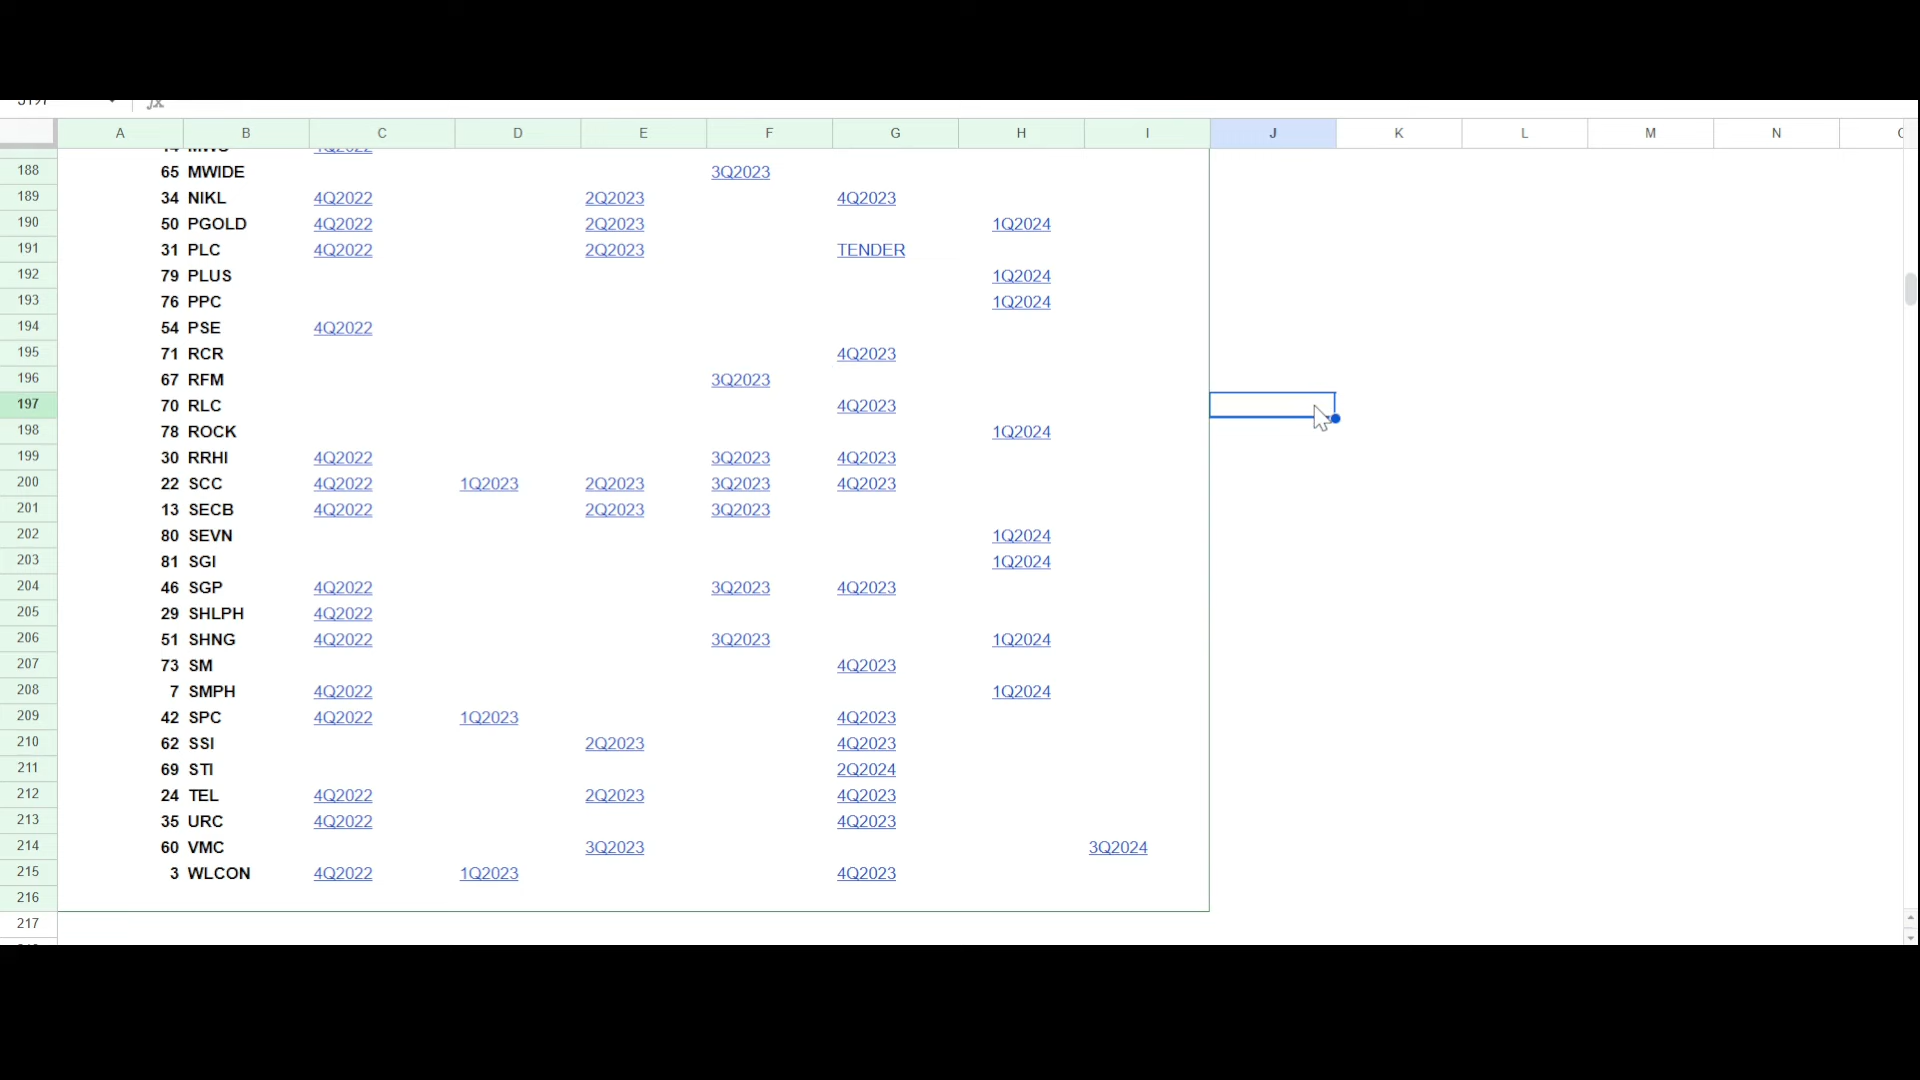 A B C D E F G H I J K L M N
188 65 MWIDE 3Q2023
189 34 NIKL 4Q2022 2Q2023 4Q2023
190 50 PGOLD 4Q2022 2Q2023 1Q2024
191 31 PLC 4Q2022 2Q2023 TENDER
192 79 PLUS 1Q2024
193 76 PPC 1Q2024
194 54 PSE 4Q2022
195 71 RCR 4Q2023
196 67 RFM 3Q2023
197 70 RLC 4Q2023
198 78 ROCK 1Q2024
199 30 RRHI 4Q2022 3Q2023 4Q2023
200 22 SCC 4Q2022 1Q2023 2Q2023 3Q2023 4Q2023
201 13 SECB 4Q2022 2Q2023 3Q2023
202 80 SEVN 1Q2024
203 81 SGI 1Q2024
204 46 SGP 4Q2022 3Q2023 4Q2023
205 29 SHLPH 4Q2022
206 51 SHNG 4Q2022 3Q2023 1Q2024
207 73 SM 4Q2023
208 7 SMPH 4Q2022 1Q2024
209 42 SPC 4Q2022 1Q2023 4Q2023
210 62 SSI 2Q2023 4Q2023
211 69 STI 2Q2024
212 24 TEL 4Q2022 2Q2023 4Q2023
213 35 URC 4Q2022 4Q2023
214 60 VMC 3Q2023 3Q2024
215 3 WLCON 4Q2022 1Q2023 4Q2023
216
217